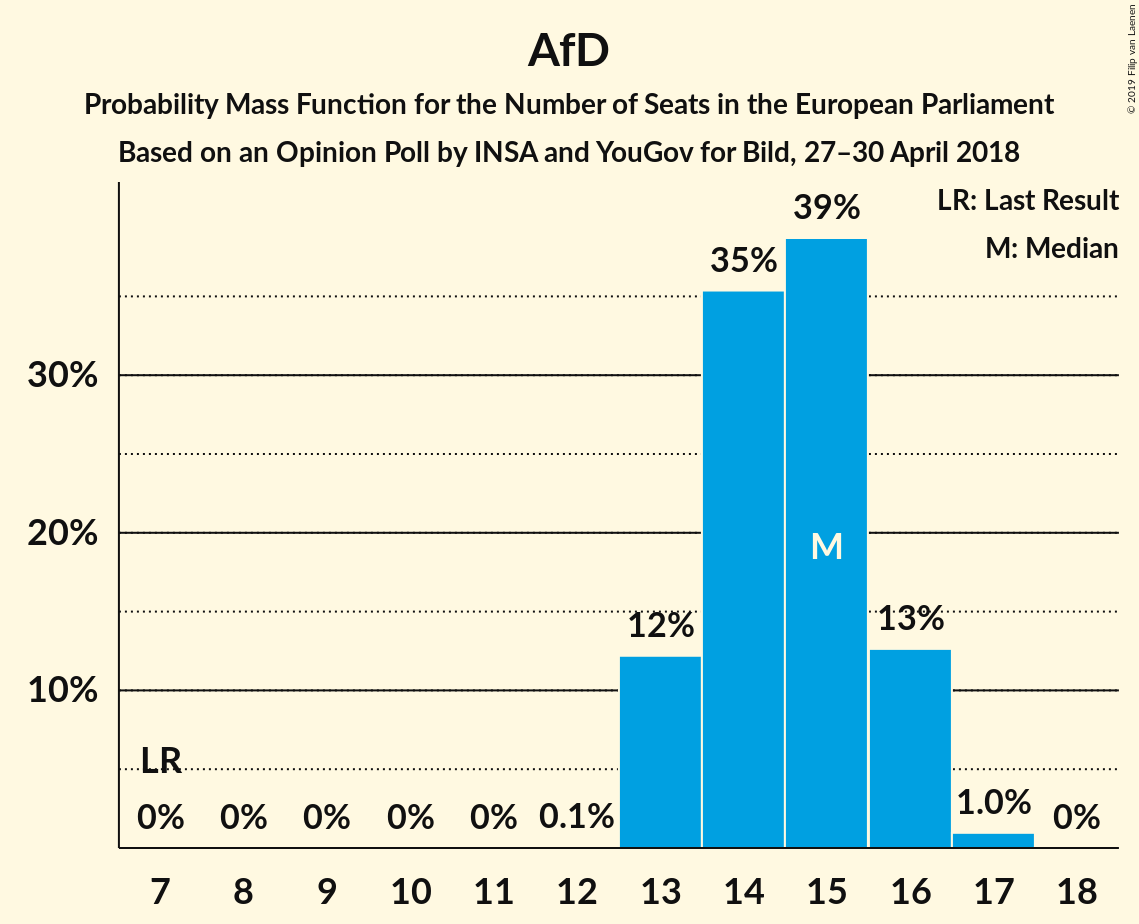 AfD
Probability Mass Function for the Number of Seats in the European Parliament
Based on an Opinion Poll by INSA and YouGov for Bild, 27–30 April 2018
© 2019 Filip van Laenen
LR: Last Result
M: Median
39%
35%
30%
20%
M
12%
13%
10%
LR
0%
0%
0%
0%
0%
0.1%
1.0%
0%
7 8 9 10 11 12 13 14 15 16 17 18